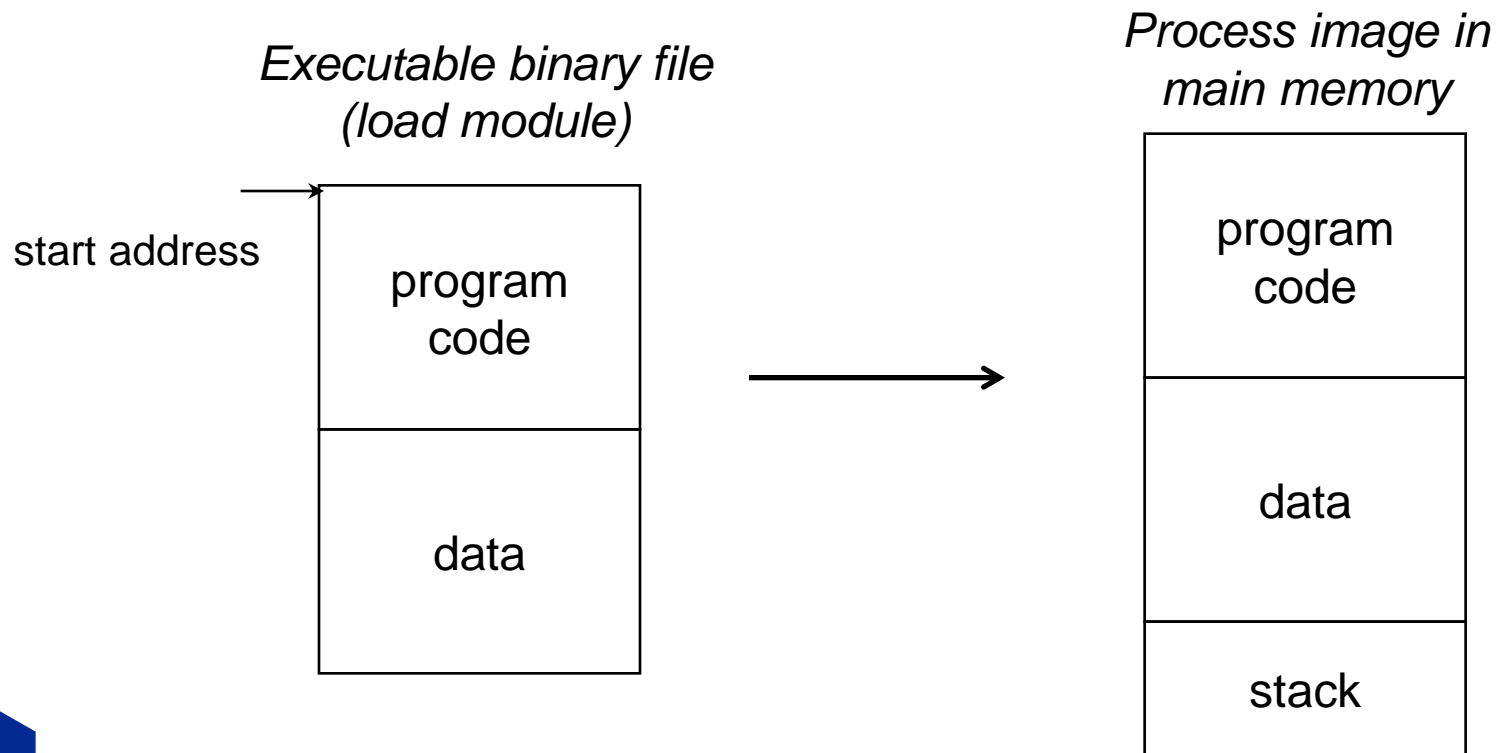 Executable binary file
(load module)
start address
program
code
data
Process image in
main memory
program
code
data
stack